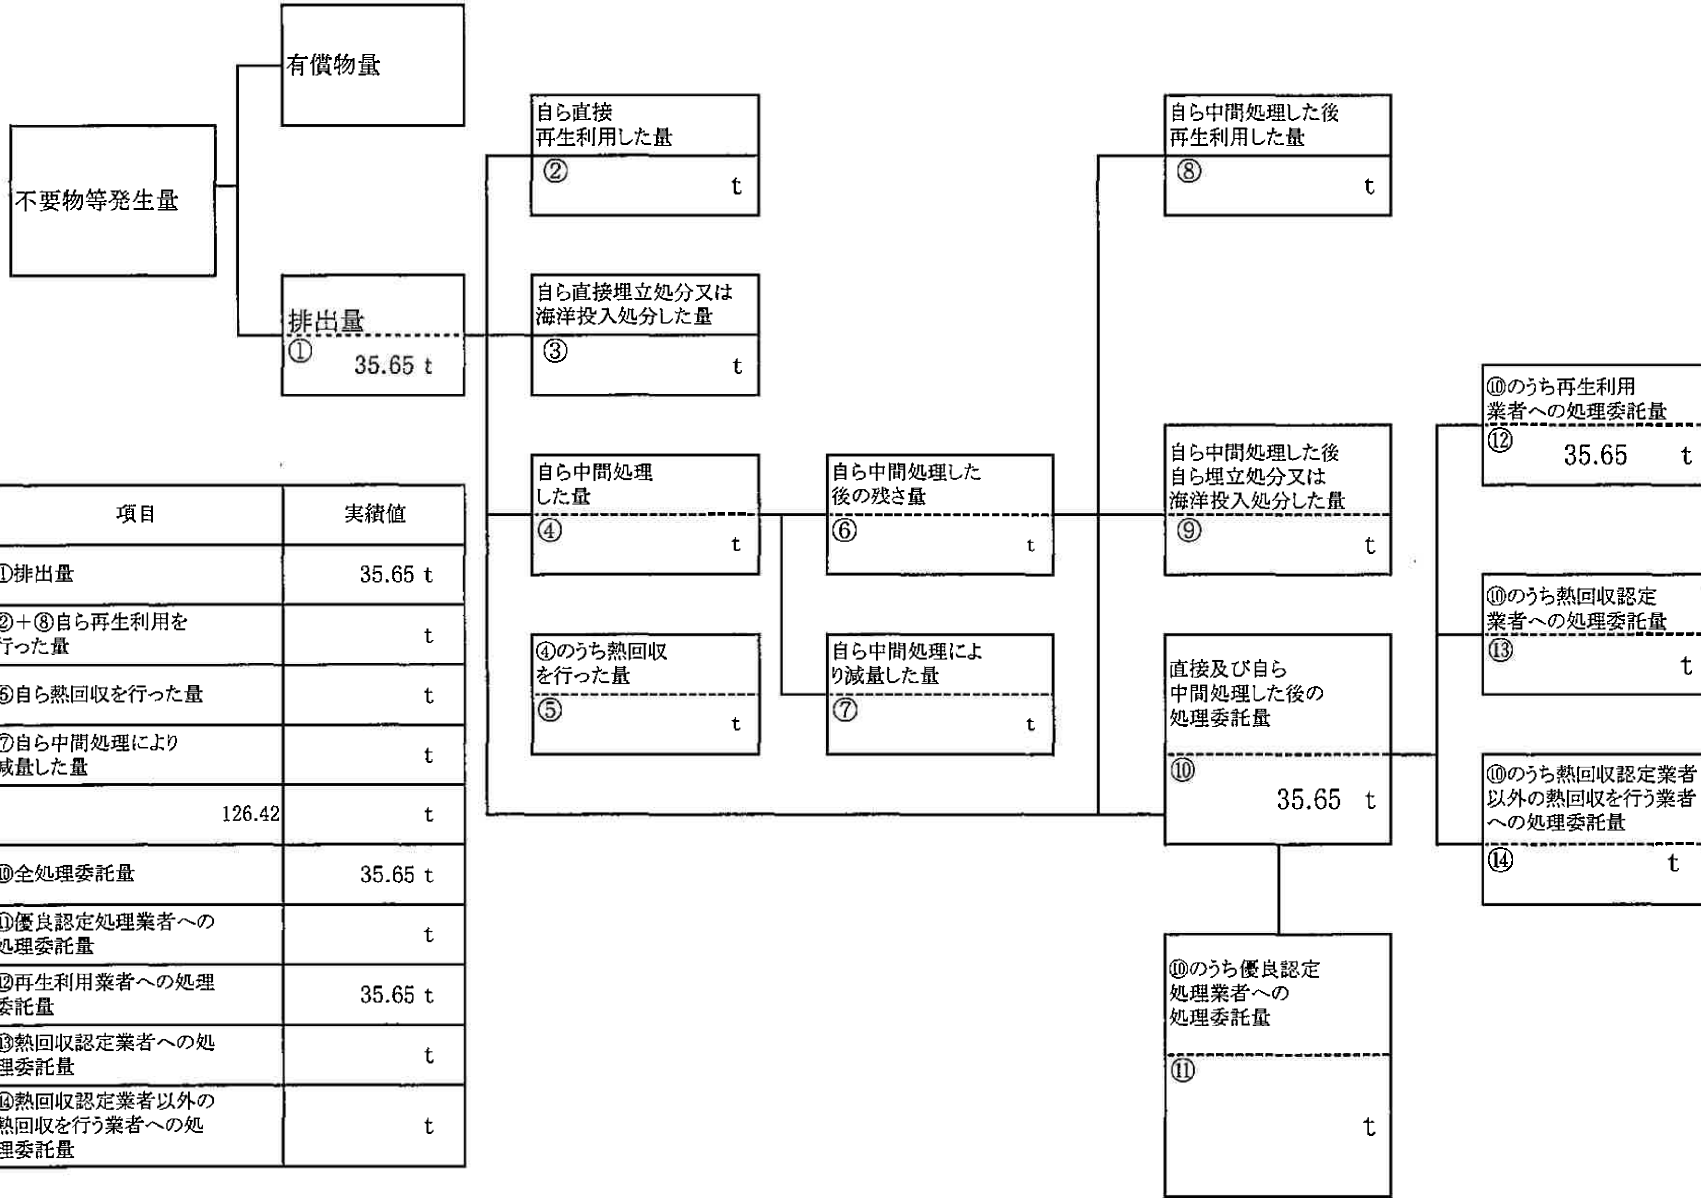 有償物量
不要物等発生量
排出量
①
35.65 t
自ら直接
再生利用した量
②
t
自ら直接埋立処分又は
海洋投入処分した量
③
t
自ら中間処理
した量
④
t
④のうち熱回収
を行った量
⑤
t
自ら中間処理した
後の残さ量
⑥
t
自ら中間処理によ
り減量した量
⑦
t
自ら中間処理した後
再生利用した量
⑧
t
自ら中間処理した後
自ら埋立処分又は
海洋投入処分した量
⑨
t
直接及び自ら
中間処理した後の
処理委託量
⑩
35.65 t
⑩のうち優良認定
処理業者への
処理委託量
⑪
t
⑩のうち再生利用
業者への処理委託量
⑫
35.65 t
⑩のうち熱回収認定
業者への処理委託量
⑬
t
⑩のうち熱回収認定業者
以外の熱回収を行う業者
への処理委託量
⑭
t
項目 実績値
①排出量 35.65 t
②+⑧自ら再生利用を
行った量 t
⑤自ら熱回収を行った量 t
⑦自ら中間処理により
減量した量 t
126.42 t
⑩全処理委託量 35.65 t
⑪優良認定処理業者への
処理委託量 t
⑫再生利用業者への処理
委託量 35.65 t
⑬熱回収認定業者への処
理委託量 t
⑭熱回収認定業者以外の
熱回収を行う業者への処
理委託量 t